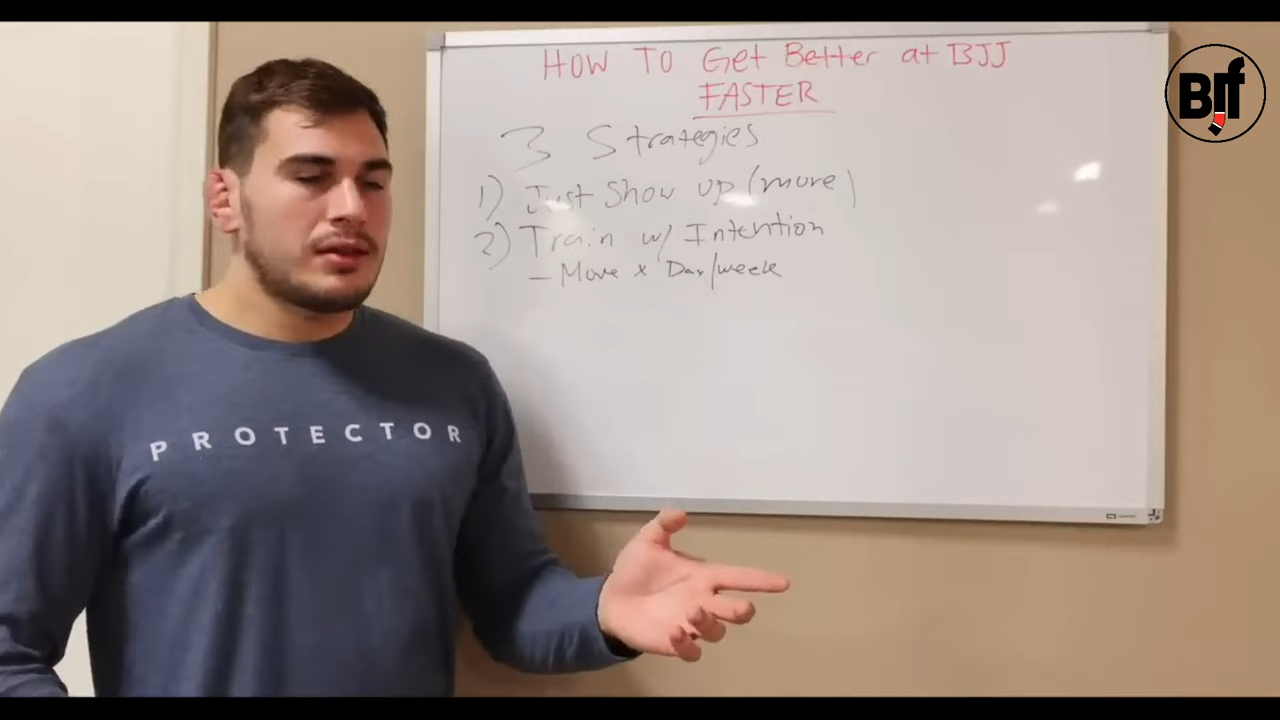 HOW TO Get Better at BJJ
FASTER
3 Strategies
1) Just Show up (more)
2) Train w/ Intention
- Move x Day/week
PROTECTOR
BJJf